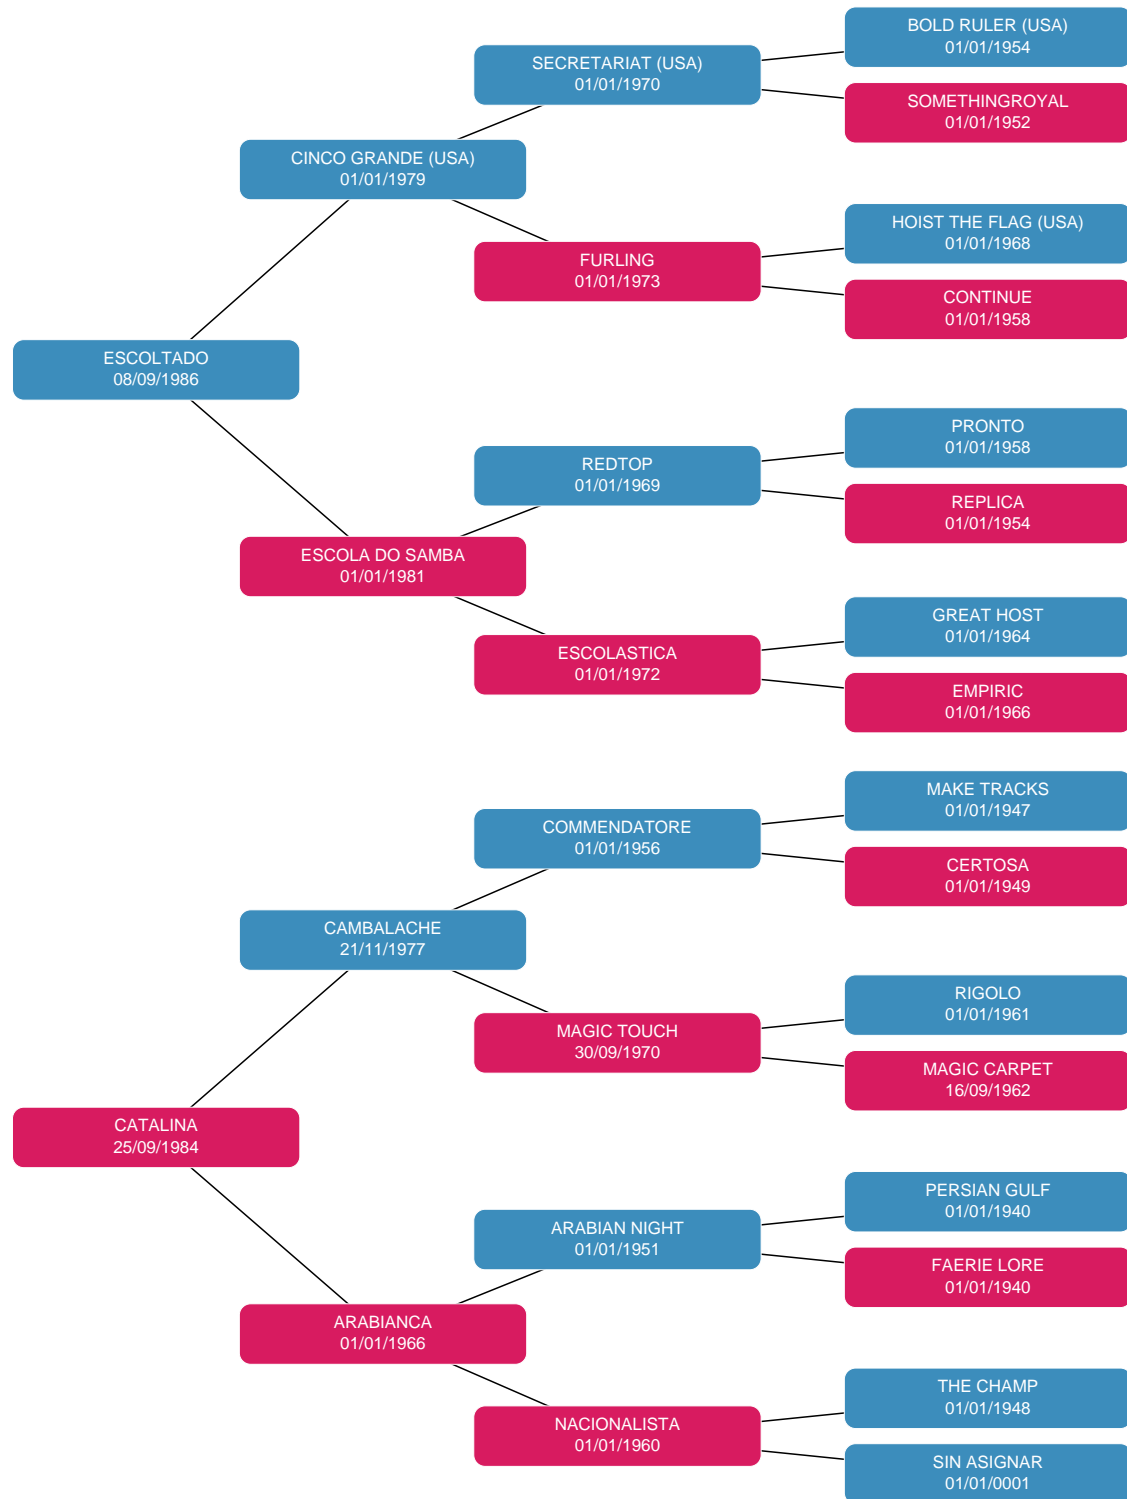 BOLD RULER (USA)
01/01/1954
SECRETARIAT (USA)
01/01/1970
SOMETHINGROYAL
01/01/1952
CINCO GRANDE (USA)
01/01/1979
HOIST THE FLAG (USA)
01/01/1968
FURLING
01/01/1973
CONTINUE
01/01/1958
ESCOLTADO
08/09/1986
PRONTO
01/01/1958
REDTOP
01/01/1969
REPLICA
01/01/1954
ESCOLA DO SAMBA
01/01/1981
GREAT HOST
01/01/1964
ESCOLASTICA
01/01/1972
EMPIRIC
01/01/1966
MAKE TRACKS
01/01/1947
COMMENDATORE
01/01/1956
CERTOSA
01/01/1949
CAMBALACHE
21/11/1977
RIGOLO
01/01/1961
MAGIC TOUCH
30/09/1970
MAGIC CARPET
16/09/1962
CATALINA
25/09/1984
PERSIAN GULF
01/01/1940
ARABIAN NIGHT
01/01/1951
FAERIE LORE
01/01/1940
ARABIANCA
01/01/1966
THE CHAMP
01/01/1948
NACIONALISTA
01/01/1960
SIN ASIGNAR
01/01/0001